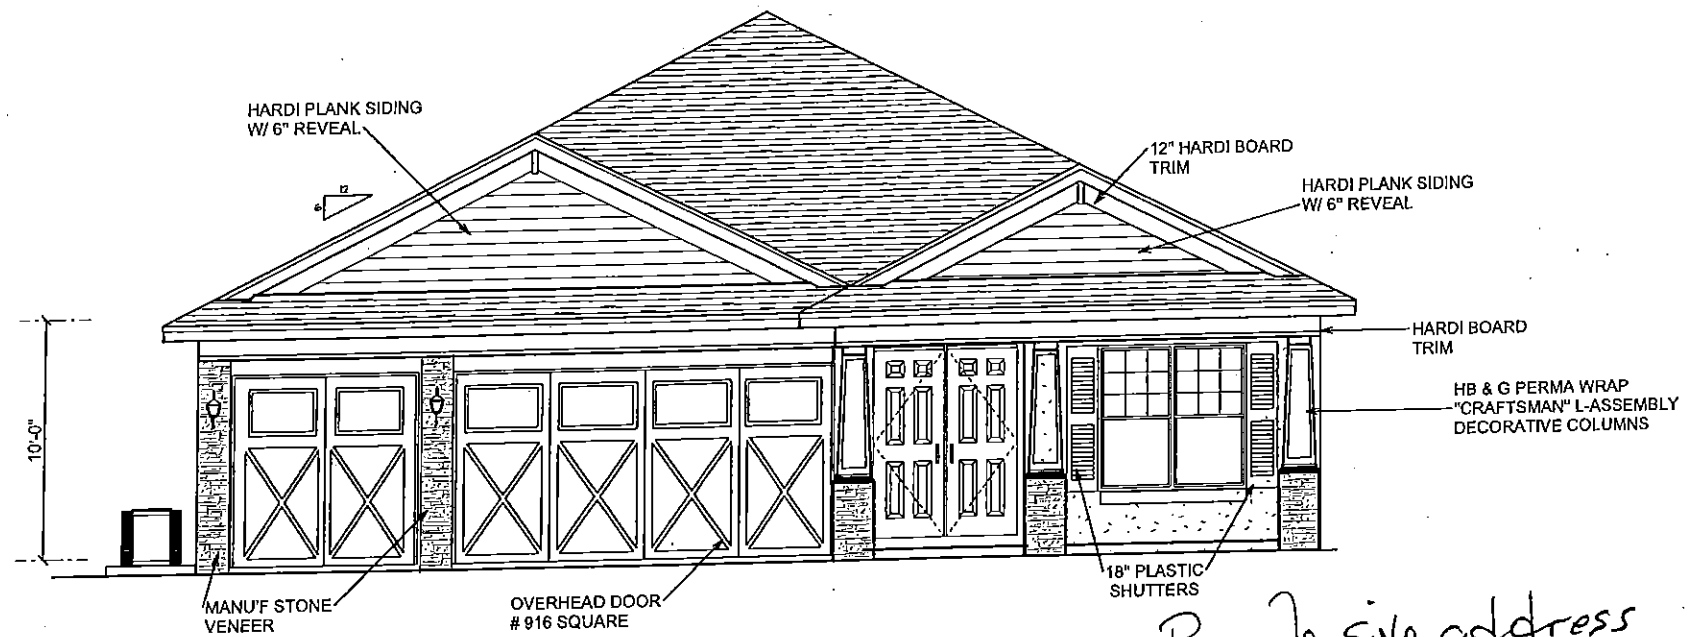 HARDI PLANK SIDING
W/ 6" REVEAL
12
6
12" HARDI BOARD
TRIM
HARDI PLANK SIDING
W/ 6" REVEAL
10'-0"
HARDI BOARD
TRIM
HB & G PERMA WRAP
"CRAFTSMAN" L-ASSEMBLY
DECORATIVE COLUMNS
18" PLASTIC
SHUTTERS
MANU'F STONE
VENEER
OVERHEAD DOOR
# 916 SQUARE
address